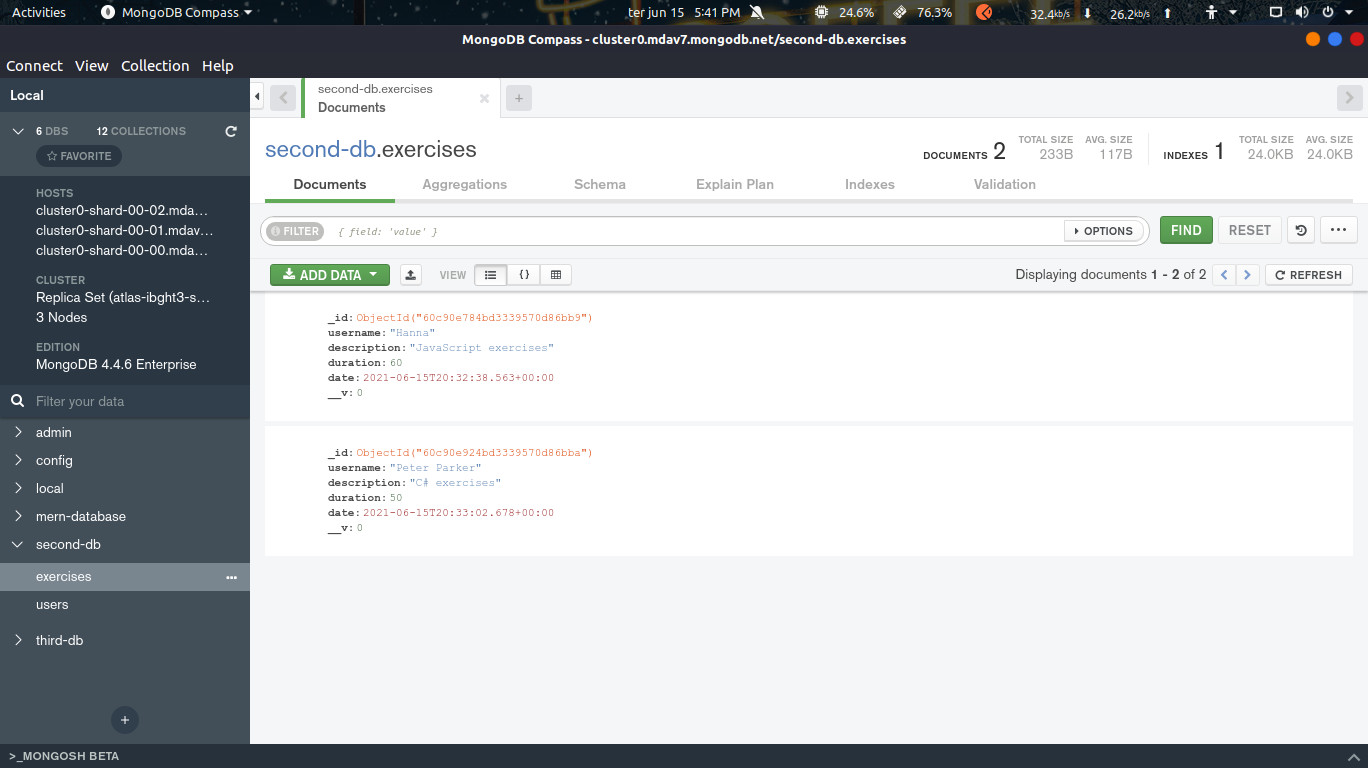 Activities MongoDB Compass ter jun 15 5:41 PM 24.6% 76.3% 32.4kb/s 26.2kb/s
MongoDB Compass - cluster0.mdav7.mongodb.net/second-db.exercises
Connect View Collection Help
Local
6 DBS 12 COLLECTIONS
FAVORITE
HOSTS
cluster0-shard-00-02.mda...
cluster0-shard-00-01.mdav...
cluster0-shard-00-00.mda...
CLUSTER
Replica Set (atlas-ibght3-s...
3 Nodes
EDITION
MongoDB 4.4.6 Enterprise
Filter your data
admin
config
local
mern-database
second-db
exercises
users
third-db
second-db.exercises
Documents
second-db.exercises
DOCUMENTS 2
TOTAL SIZE
233B
AVG. SIZE
117B
INDEXES 1
TOTAL SIZE
24.0KB
AVG. SIZE
24.0KB
Documents Aggregations Schema Explain Plan Indexes Validation
FILTER { field: 'value' } OPTIONS FIND RESET
ADD DATA VIEW {} Displaying documents 1 - 2 of 2 REFRESH
_id: ObjectId("60c90e784bd3339570d86bb9")
username: "Hanna"
description: "JavaScript exercises"
duration: 60
date: 2021-06-15T20:32:38.563+00:00
__v: 0
_id: ObjectId("60c90e924bd3339570d86bba")
username: "Peter Parker"
description: "C# exercises"
duration: 50
date: 2021-06-15T20:33:02.678+00:00
__v: 0
>_MONGOSH BETA